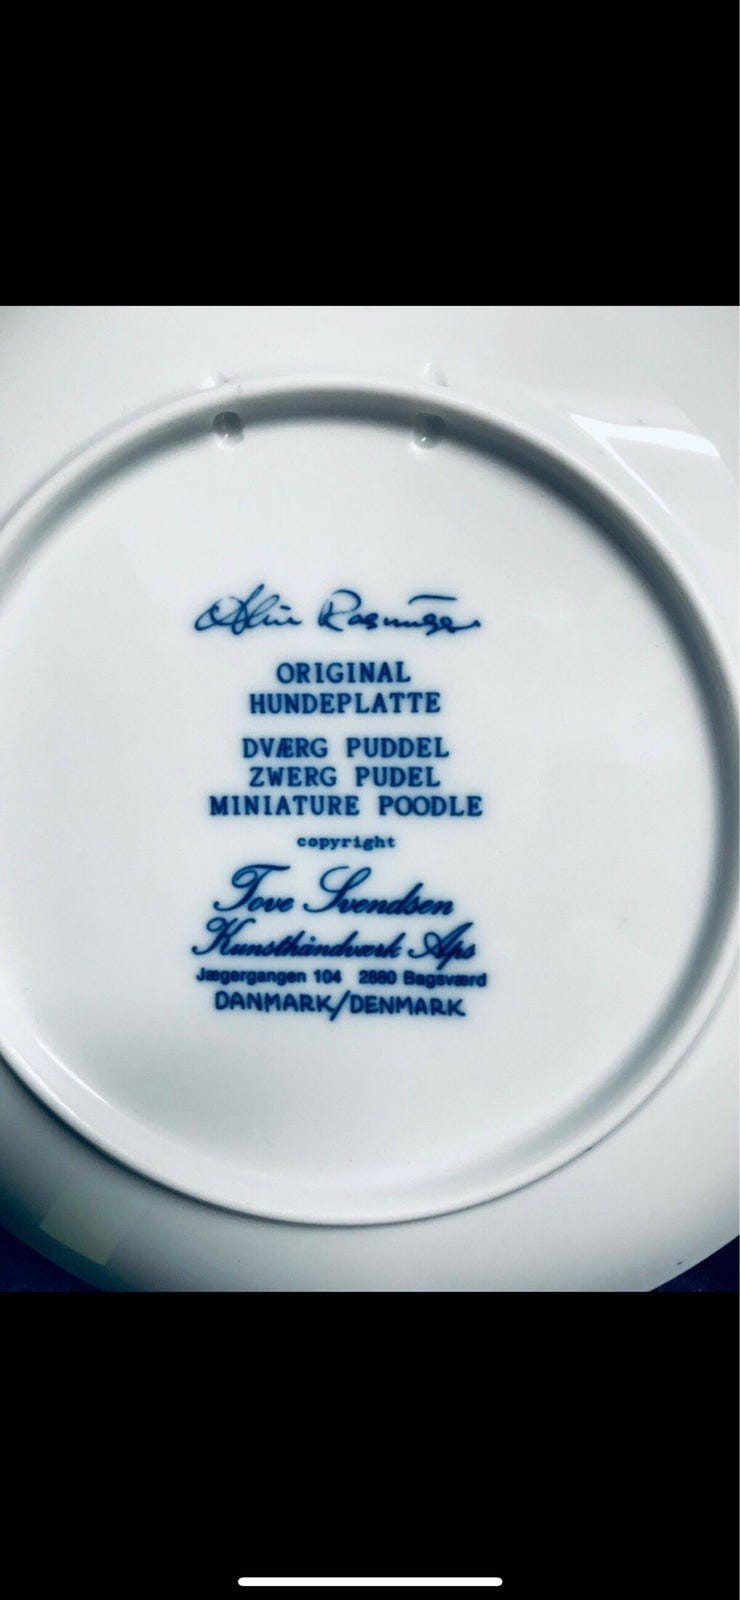 Rasmussen
ORIGINAL
HUNDEPLATTE
DVÆRG PUDDEL
ZWERG PUDEL
MINIATURE POODLE
copyright
Tove Svendsen
Kunsthåndværk Aps
Jægergangen 104 2880 Bagsværd
DANMARK/DENMARK